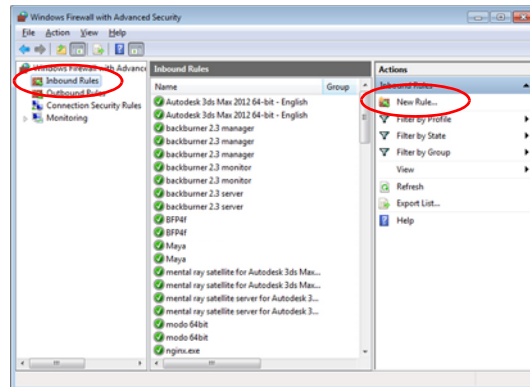 Windows Firewall with Advanced Security
File Action View Help
Windows Firewall with Advanc
Inbound Rules
Outbound Rules
Connection Security Rules
Monitoring
Inbound Rules
Name Group
Autodesk 3ds Max 2012 64-bit - English
Autodesk 3ds Max 2012 64-bit - English
backburner 2.3 manager
backburner 2.3 manager
backburner 2.3 manager
backburner 2.3 monitor
backburner 2.3 monitor
backburner 2.3 server
backburner 2.3 server
BFP4f
BFP4f
Maya
Maya
mental ray satellite for Autodesk 3ds Max...
mental ray satellite for Autodesk 3ds Max...
mental ray satellite server for Autodesk 3...
mental ray satellite server for Autodesk 3...
modo 64bit
modo 64bit
nginx.exe
Actions
Inbound Rules
New Rule...
Filter by Profile
Filter by State
Filter by Group
View
Refresh
Export List...
Help